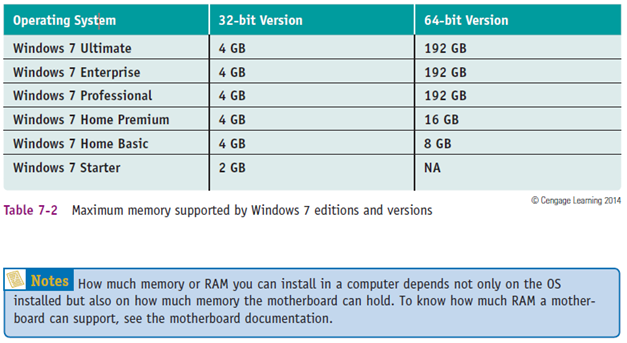 Operating System 32-bit Version 64-bit Version
Windows 7 Ultimate 4 GB 192 GB
Windows 7 Enterprise 4 GB 192 GB
Windows 7 Professional 4 GB 192 GB
Windows 7 Home Premium 4 GB 16 GB
Windows 7 Home Basic 4 GB 8 GB
Windows 7 Starter 2 GB NA
© Cengage Learning 2014
Table 7-2 Maximum memory supported by Windows 7 editions and versions
Notes How much memory or RAM you can install in a computer depends not only on the OS
installed but also on how much memory the motherboard can hold. To know how much RAM a mother-
board can support, see the motherboard documentation.